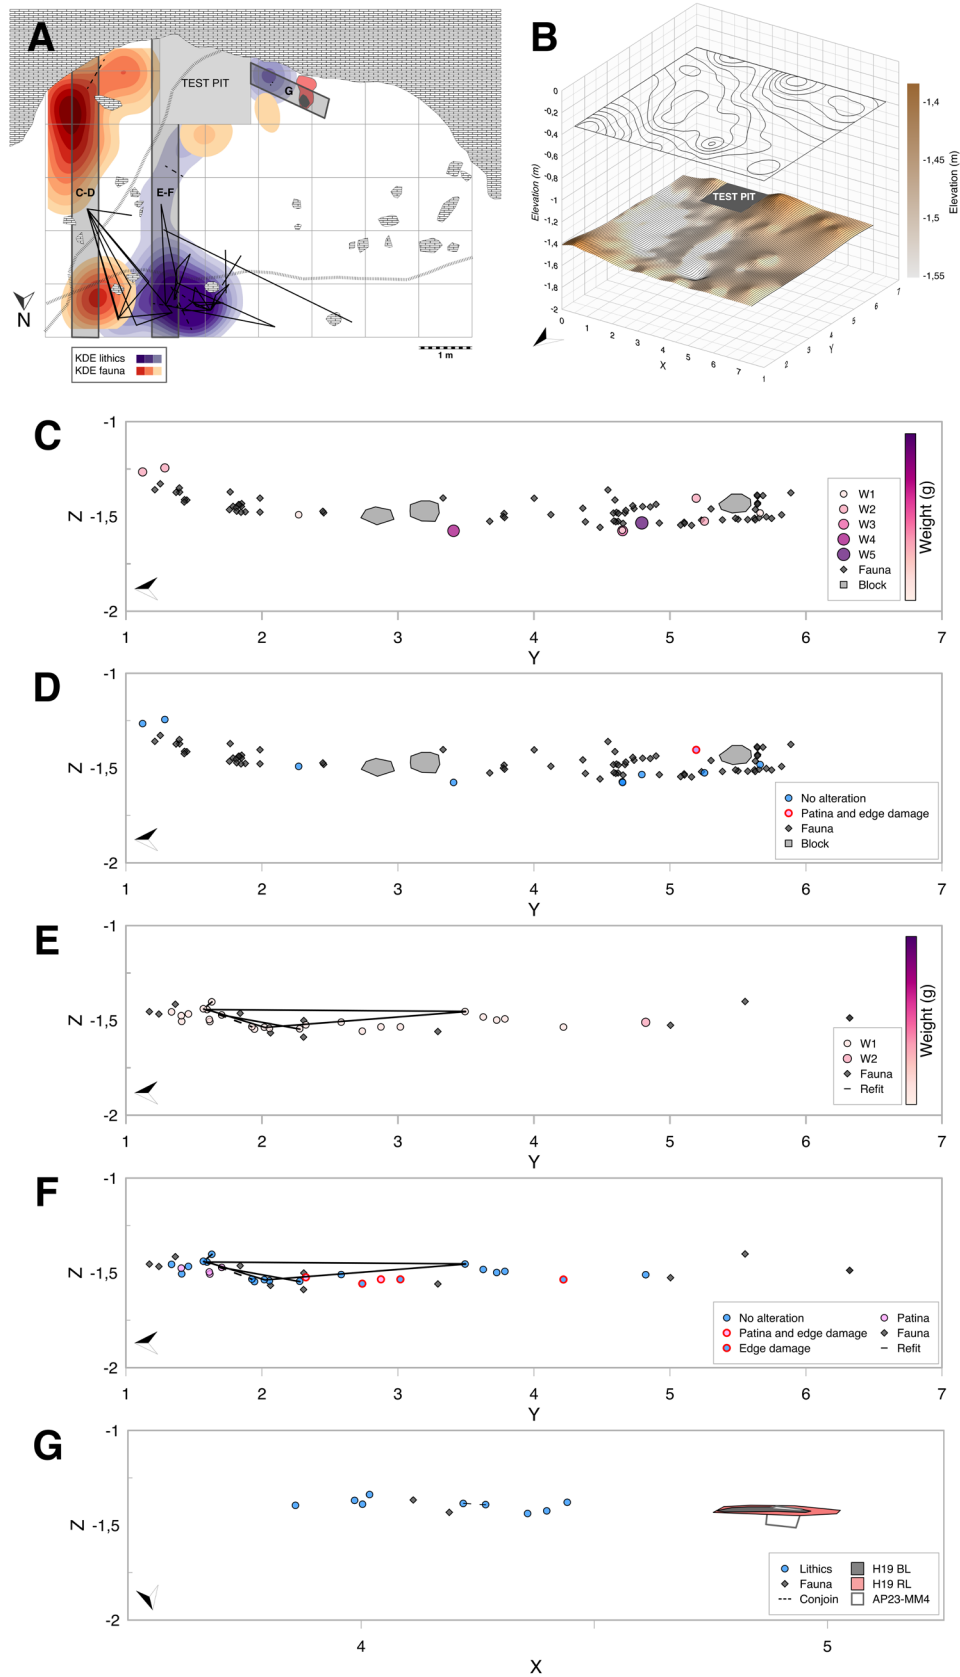 A
TEST PIT
G
C-D
E-F
N
KDE lithics
KDE fauna
1 m
B
0
-0,2
-0,4
-0,6
-0,8
-1
-1,2
-1,4
-1,6
-1,8
-2
Elevation (m)
TEST PIT
0
1
2
3
4
5
6
7
X
1
2
3
4
5
6
7
Y
-1,4
-1,45
-1,5
-1,55
Elevation (m)
C
-1
-1,5
-2
Z
1 2 3 4 5 6 7
Y
W1
W2
W3
W4
W5
Fauna
Block
Weight (g)
D
-1
-1,5
-2
Z
1 2 3 4 5 6 7
Y
No alteration
Patina and edge damage
Fauna
Block
E
-1
-1,5
-2
Z
1 2 3 4 5 6 7
Y
W1
W2
Fauna
Refit
Weight (g)
F
-1
-1,5
-2
Z
1 2 3 4 5 6 7
Y
No alteration Patina
Patina and edge damage Fauna
Edge damage Refit
G
-1
-1,5
-2
Z
4 5
X
Lithics H19 BL
Fauna H19 RL
Conjoin AP23-MM4